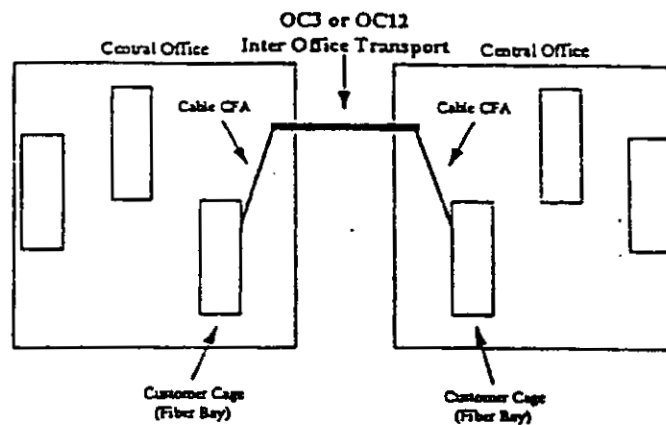 OC3 or OC12
Inter Office Transport
Central Office
Central Office
Cable CFA
Cable CFA
Customer Cage
(Fiber Bay)
Customer Cage
(Fiber Bay)